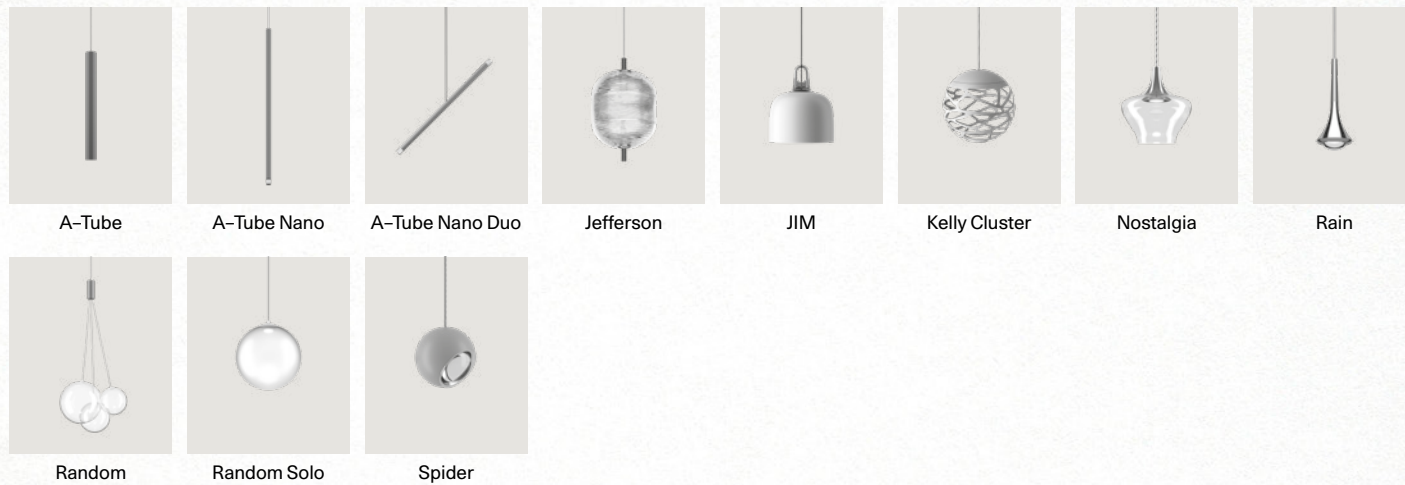 A–Tube
A–Tube Nano
A–Tube Nano Duo
Jefferson
JIM
Kelly Cluster
Nostalgia
Rain
Random
Random Solo
Spider